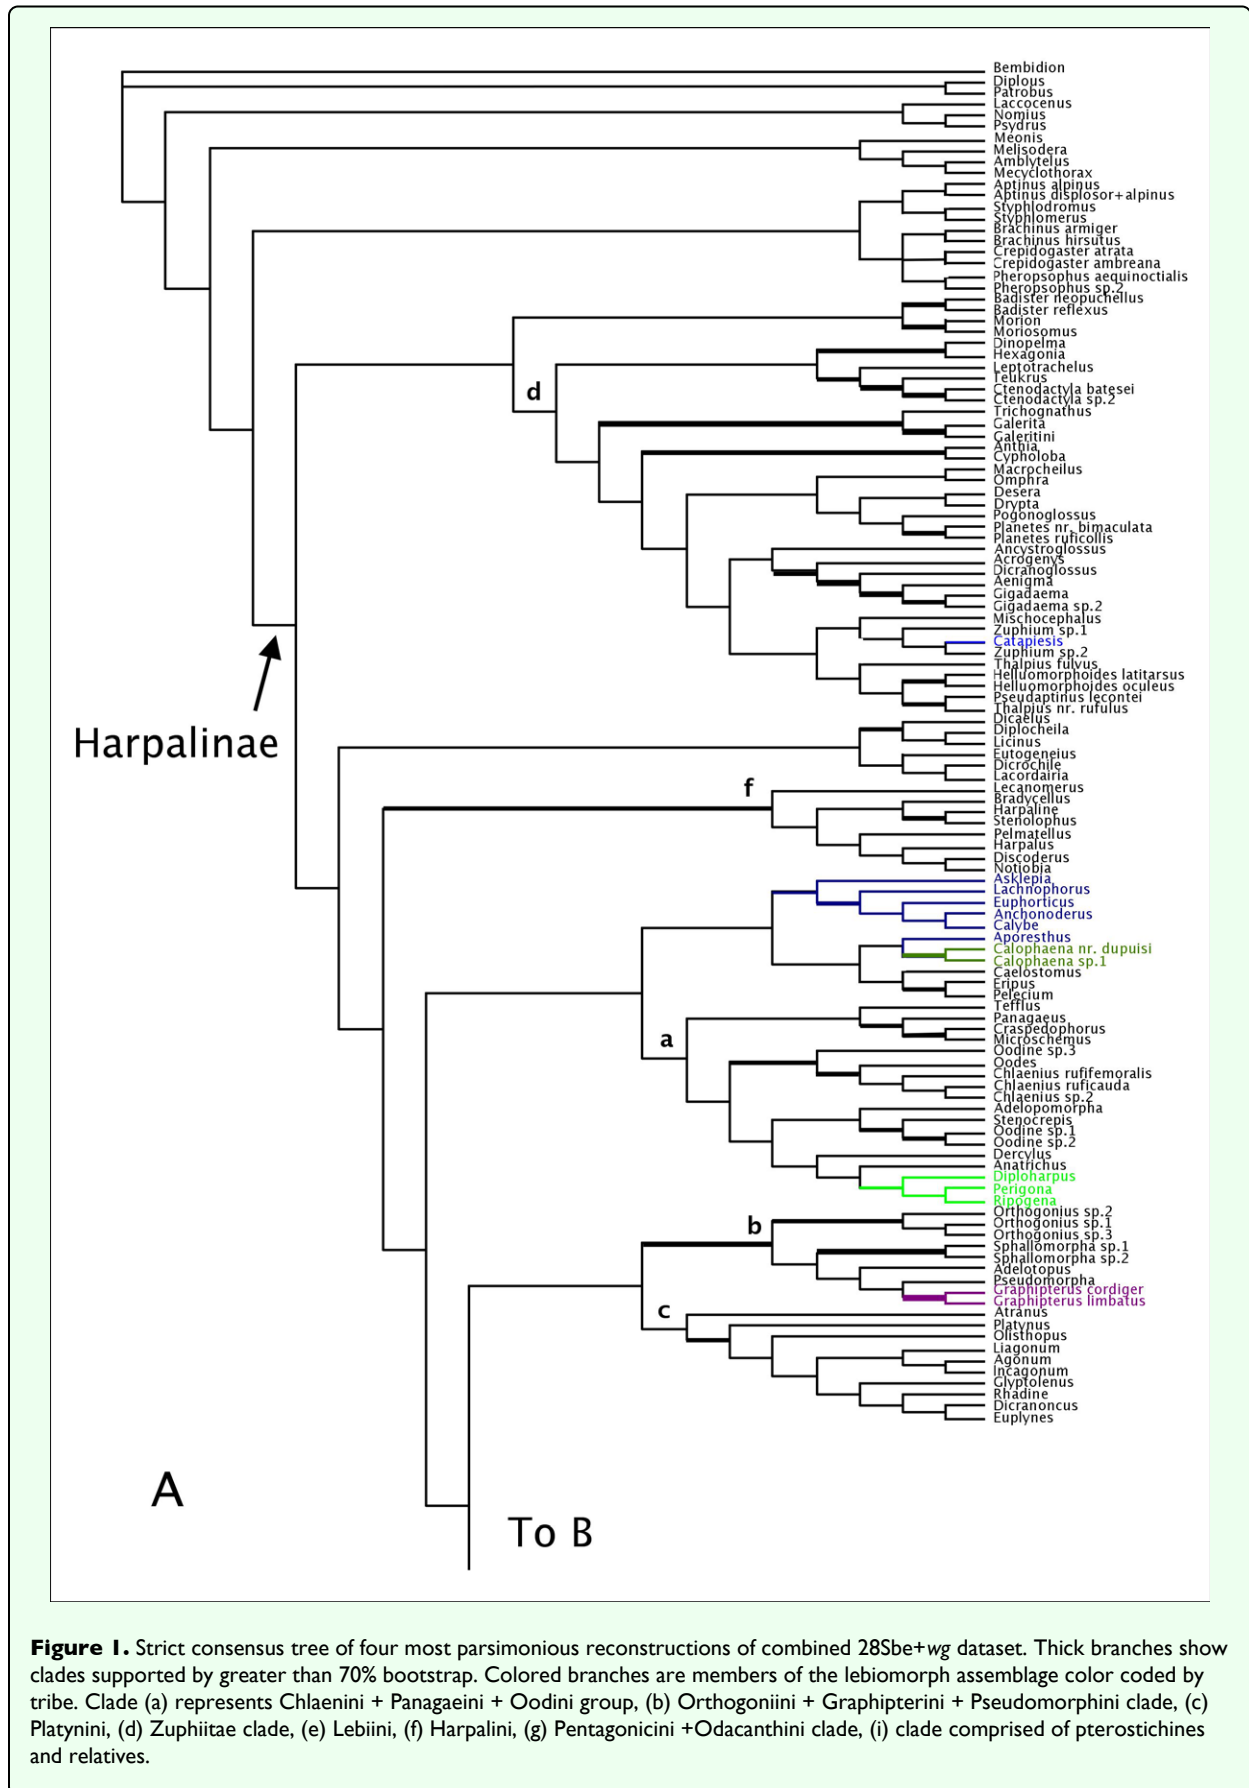 Bembidion
Diplous
Patrobus
Laccocenus
Nomius
Psydrus
Meonis
Melisodera
Amblytelus
Mecyclothorax
Aptinus alpinus
Aptinus displosor+alpinus
Styphlodromus
Styphlomerus
Brachinus armiger
Brachinus hirsutus
Crepidogaster atrata
Crepidogaster ambreana
Pheropsophus aequinoctialis
Pheropsophus sp.2
Badister neopuchellus
Badister reflexus
Morion
Moriosomus
Dinopelma
Hexagonia
Leptotrachelus
Teukrus
d
Ctenodactyla batesei
Ctenodactyla sp.2
Trichognathus
Galerita
Galeritini
Anthia
Cypholoba
Macrocheilus
Omphra
Desera
Drypta
Pogonoglossus
Planetes nr. bimaculata
Planetes ruficollis
Ancystroglossus
Acrogenys
Dicranoglossus
Aenigma
Gigadaema
Gigadaema sp.2
Mischocephalus
Zuphium sp.1
Catapiesis
Zuphium sp.2
Thalpius fulvus
Helluomorphoides latitarsus
Helluomorphoides oculeus
Pseudaptinus lecontei
Thalpius nr. rufulus
Dicaelus
Diplocheila
Harpalinae
Licinus
Eutogeneius
Dicrochile
Lacordairia
f
Lecanomerus
Bradycellus
Harpaline
Stenolophus
Pelmatellus
Harpalus
Discoderus
Notiobia
Asklepia
Lachnophorus
Euphorticus
Anchonoderus
Calybe
Aporesthus
Calophaena nr. dupuisi
Calophaena sp.1
Caelostomus
Eripus
Pelecium
Tefflus
Panagaeus
Craspedophorus
a
Microschemus
Oodine sp.3
Oodes
Chlaenius rufifemoralis
Chlaenius ruficauda
Chlaenius sp.2
Adelopomorpha
Stenocrepis
Oodine sp.1
Oodine sp.2
Dercylus
Anatrichus
Diploharpus
Perigona
Ripogena
Orthogonius sp.2
b
Orthogonius sp.1
Orthogonius sp.3
Sphallomorpha sp.1
Sphallomorpha sp.2
Adelotopus
Pseudomorpha
Graphipterus cordiger
Graphipterus limbatus
c
Atranus
Platynus
Olisthopus
Liagonum
Agonum
Incagonum
Glyptolenus
Rhadine
Dicranoncus
Euplynes
A
To B
Figure 1. Strict consensus tree of four most parsimonious reconstructions of combined 28Sbe+wg dataset. Thick branches show
clades supported by greater than 70% bootstrap. Colored branches are members of the lebiomorph assemblage color coded by
tribe. Clade (a) represents Chlaenini + Panagaeini + Oodini group, (b) Orthogoniini + Graphipterini + Pseudomorphini clade, (c)
Platynini, (d) Zuphiitae clade, (e) Lebiini, (f) Harpalini, (g) Pentagonicini +Odacanthini clade, (i) clade comprised of pterostichines
and relatives.